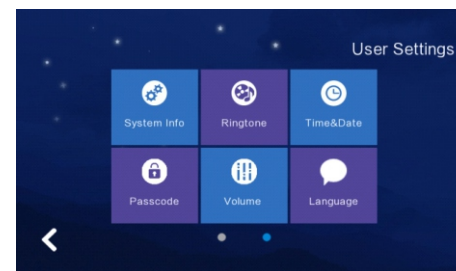 User Settings
System Info Ringtone Time&Date
Passcode Volume Language